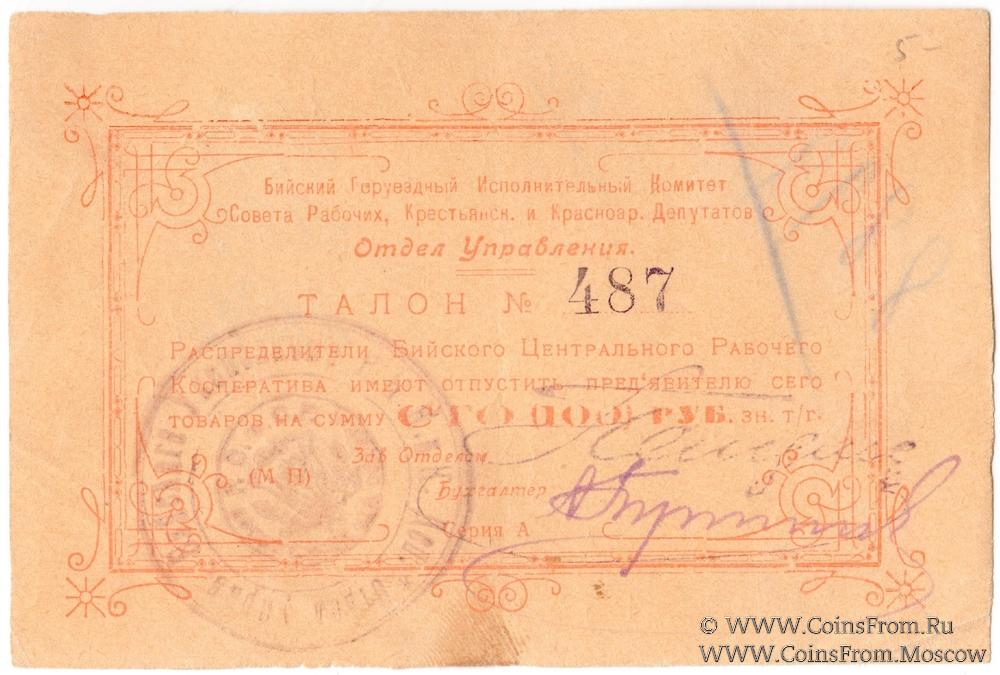 5-
Бийский Горуездный Исполнительный Комитет
Совета Рабочих, Крестьянск. и Красноар. Депутатов
Отдел Управления.
ТАЛОН № 487
Распределители Бийского Центрального Рабочего
Кооператива имеют отпустить пред'явителю сего
товаров на сумму СТО (100) РУБ. зн. т/г.
Зав Отделом
(М П)
Бухгалтер
Серия А
© WWW.CoinsFrom.Ru
WWW.CoinsFrom.Moscow